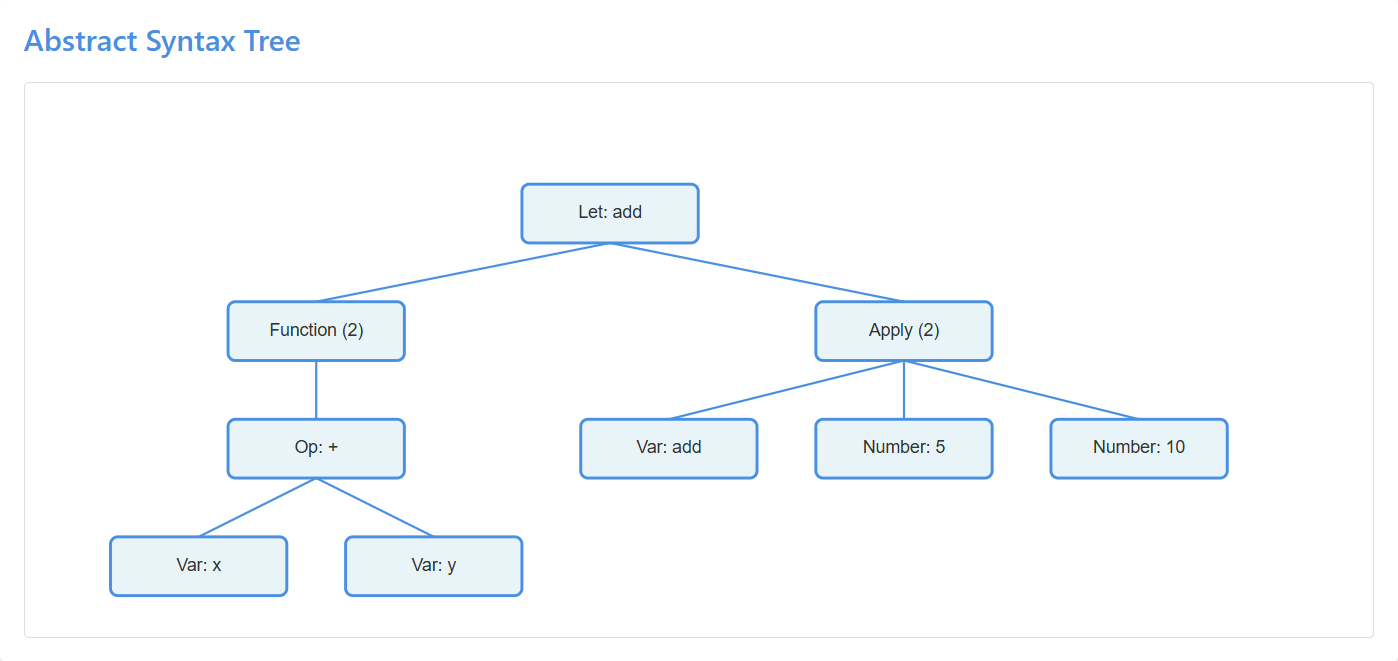 Abstract Syntax Tree
Let: add
Function (2)
Apply (2)
Op: +
Var: add
Number: 5
Number: 10
Var: x
Var: y